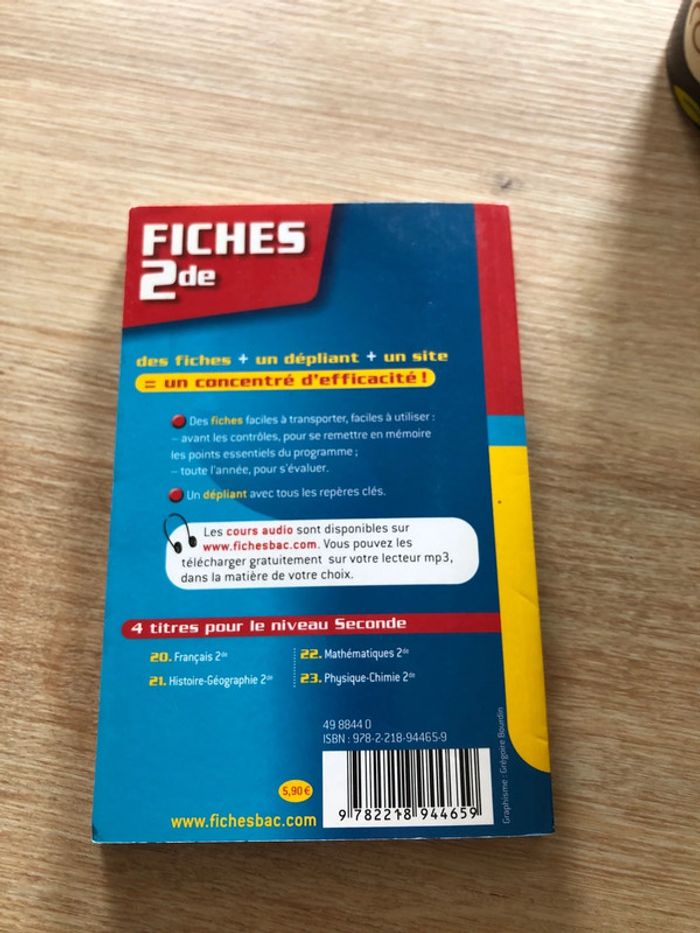 FICHES
2de
des fiches + un dépliant + un site
= un concentré d'efficacité !
Des fiches faciles à transporter, faciles à utiliser :
– avant les contrôles, pour se remettre en mémoire
les points essentiels du programme ;
– toute l'année, pour s'évaluer.
Un dépliant avec tous les repères clés.
Les cours audio sont disponibles sur
www.fichesbac.com. Vous pouvez les
télécharger gratuitement sur votre lecteur mp3,
dans la matière de votre choix.
4 titres pour le niveau Seconde
20. Français 2de
21. Histoire-Géographie 2de
22. Mathématiques 2de
23. Physique-Chimie 2de
49 8844 0
ISBN : 978-2-218-94465-9
5,90 €
www.fichesbac.com
9 782218 944659
Graphisme : Grégoire Bourdin